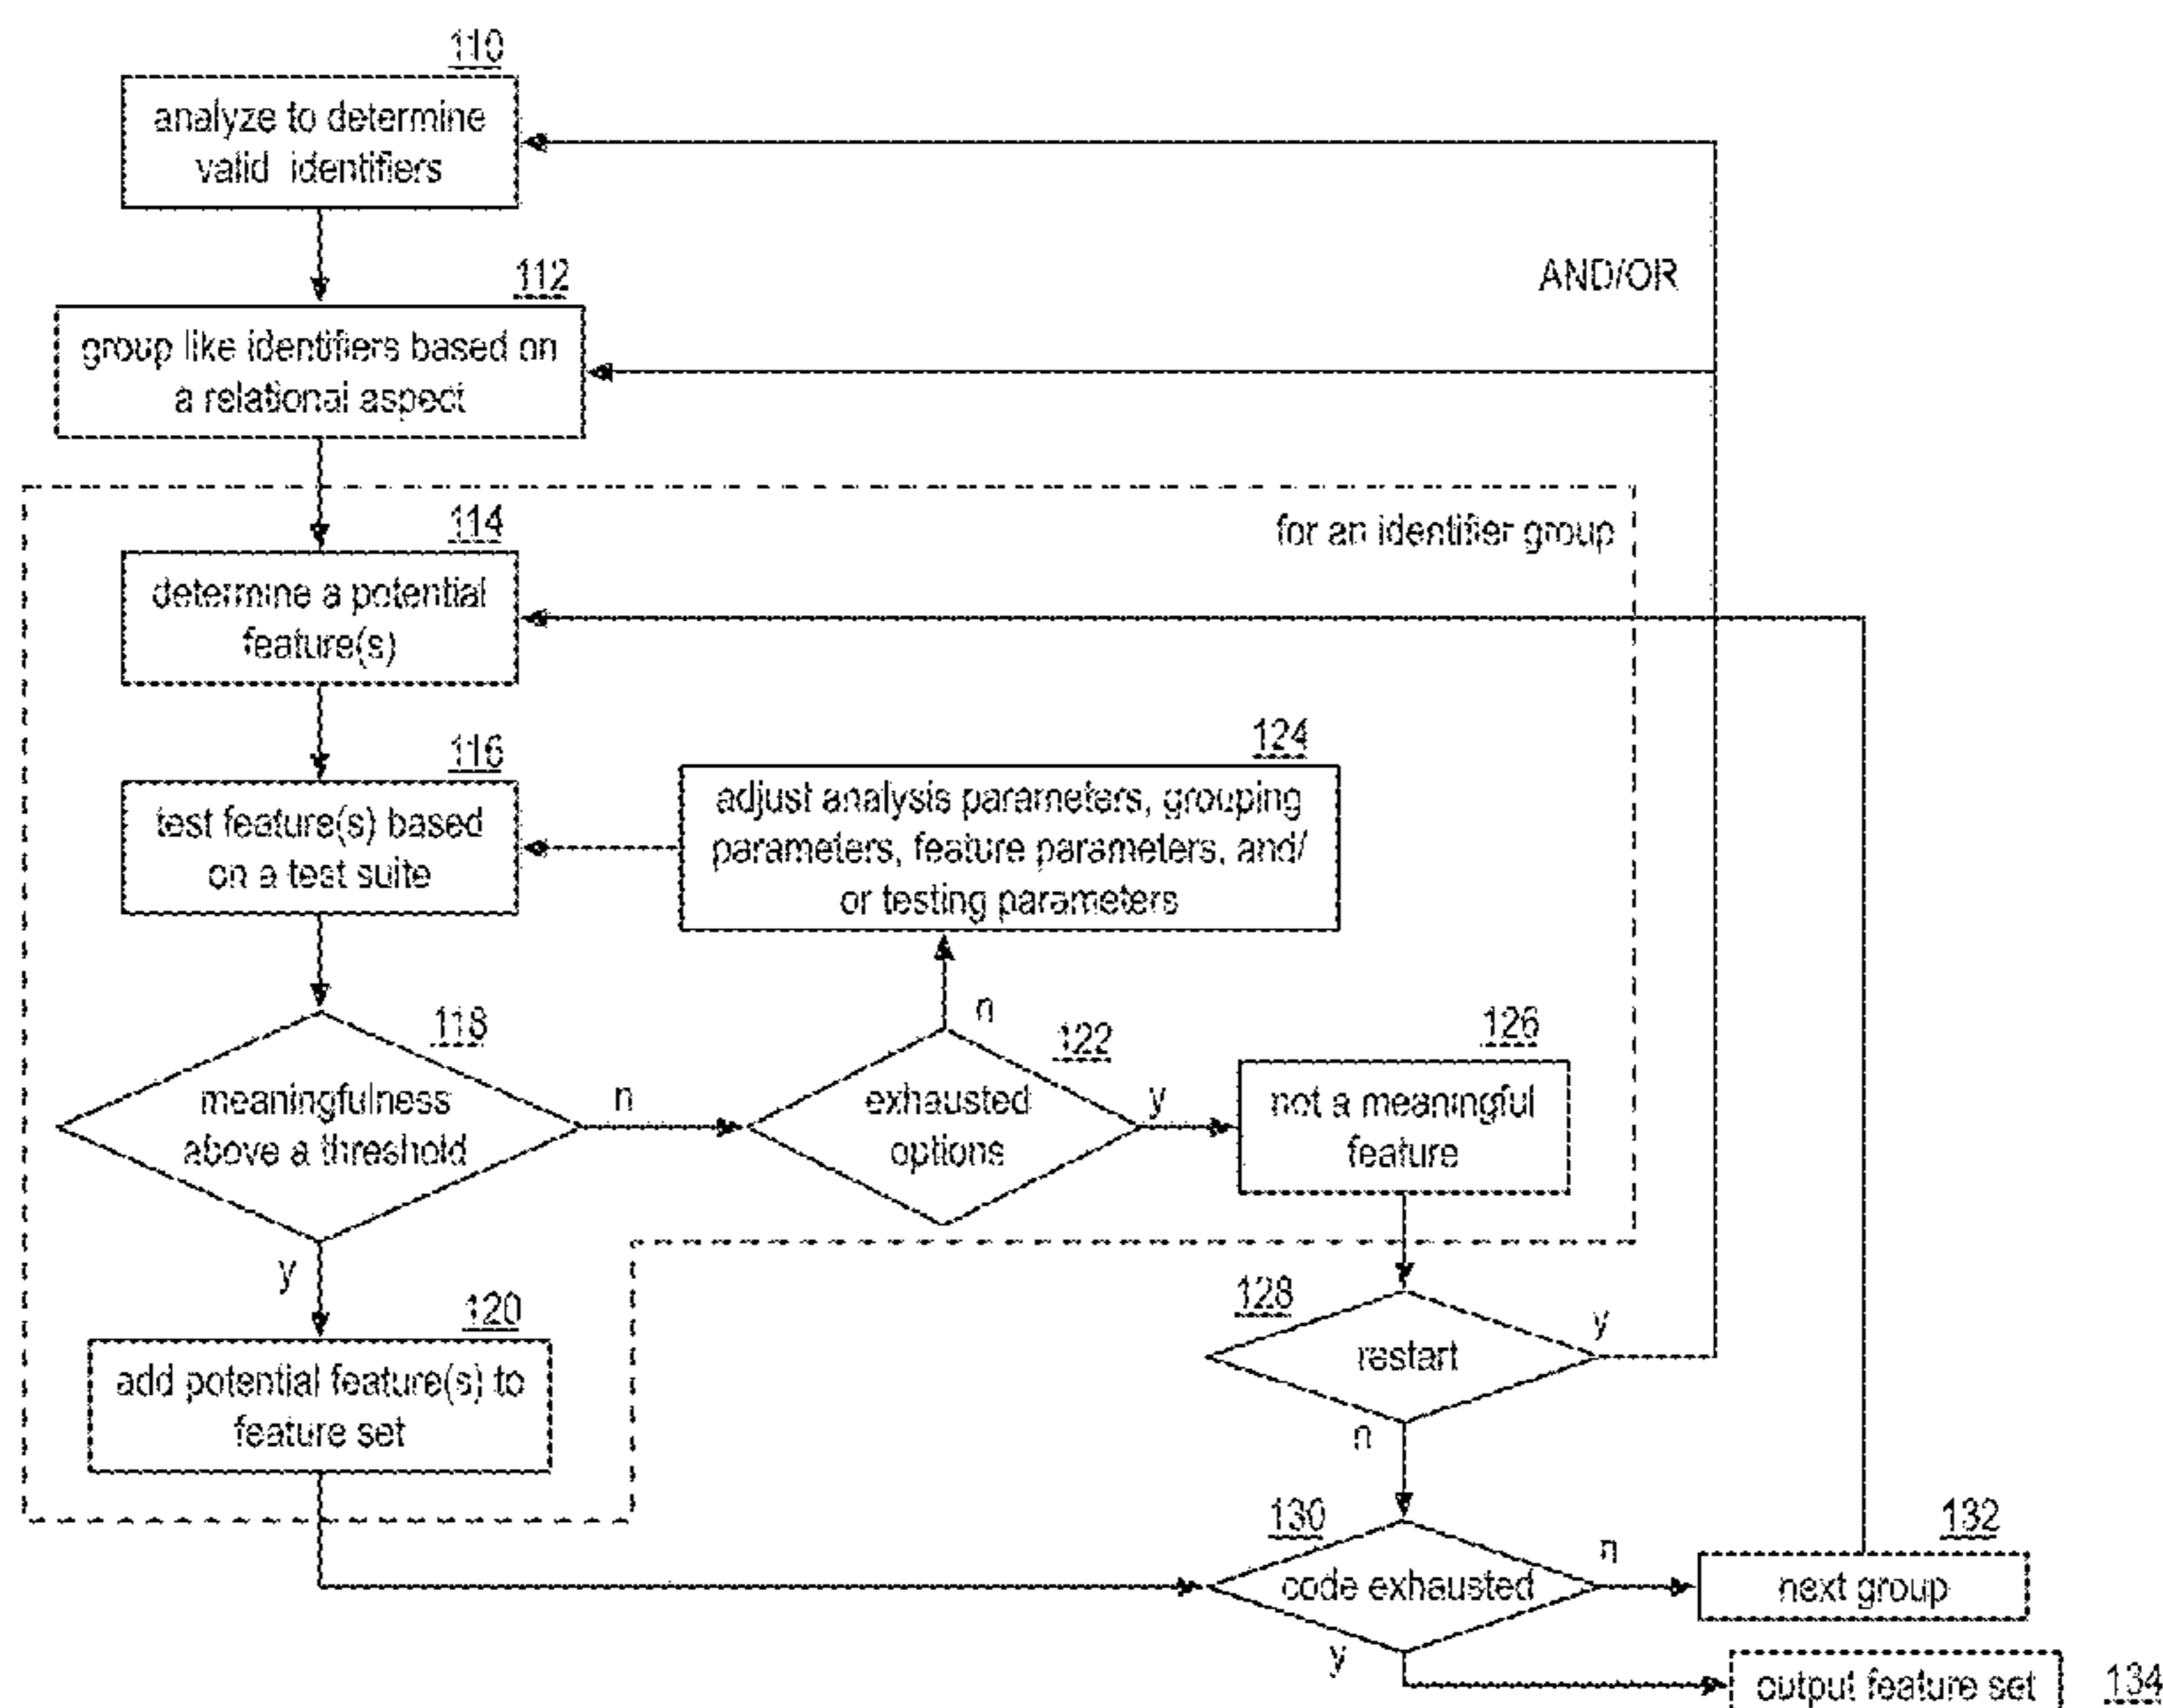 110
analyze to determine
valid identifiers
112
group like identifiers based on
a relational aspect
AND/OR
for an identifier group
114
determine a potential
feature(s)
116
test feature(s) based
on a test suite
124
adjust analysis parameters, grouping
parameters, feature parameters, and/
or testing parameters
118
meaningfulness
above a threshold
n
y
122
exhausted
options
n
y
126
not a meaningful
feature
120
add potential feature(s) to
feature set
128
restart
y
n
130
code exhausted
n
y
132
next group
output feature set
134